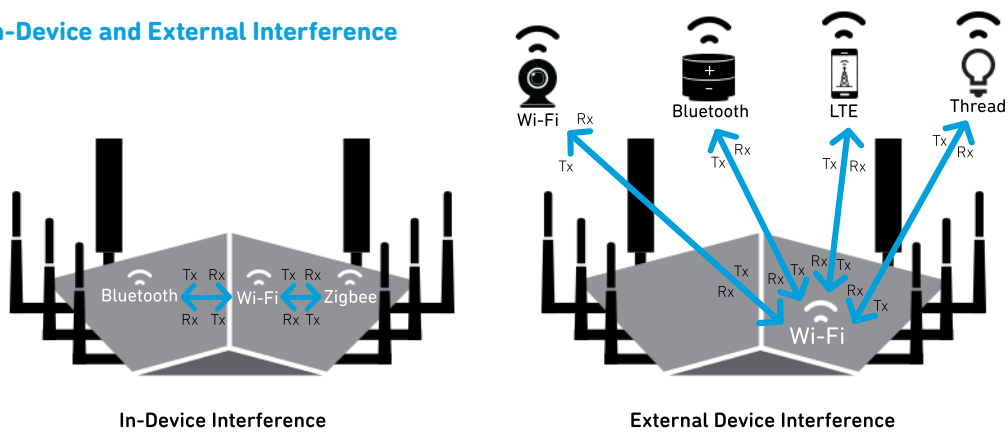 n-Device and External Interference
Wi-Fi
Bluetooth
LTE
Thread
Rx
Tx
Tx
Rx
Tx
Rx
Tx
Rx
Bluetooth
Tx Rx
Rx Tx
Wi-Fi
Tx Rx
Rx Tx
Zigbee
Tx
Rx
Rx
Tx
Rx
Tx
Rx
Tx
Wi-Fi
In-Device Interference
External Device Interference